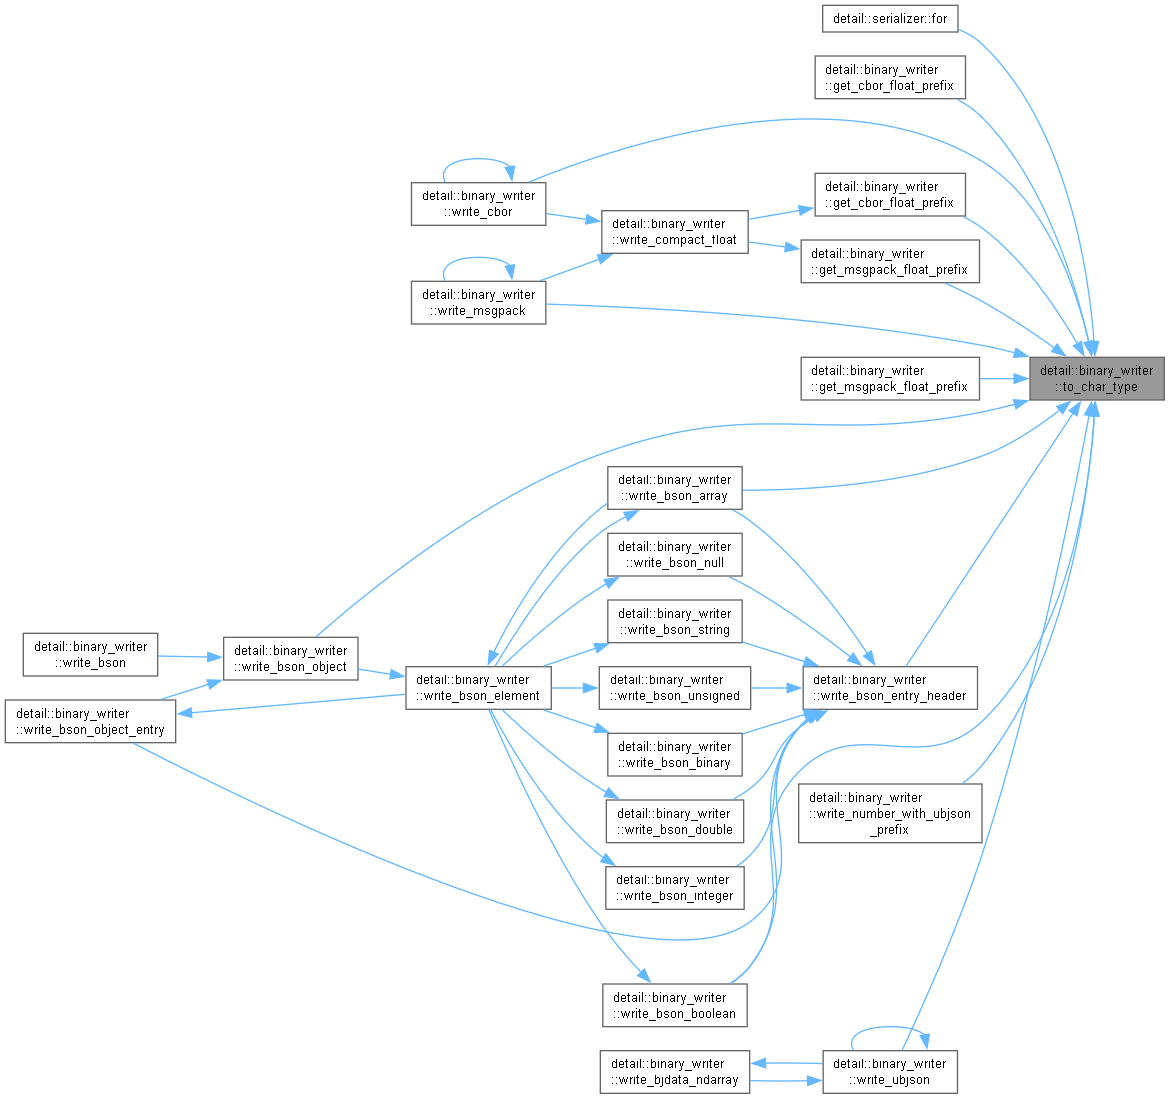 detail::serializer::for
detail::binary_writer
::get_cbor_float_prefix
detail::binary_writer
::write_cbor
detail::binary_writer
::get_cbor_float_prefix
detail::binary_writer
::write_compact_float
detail::binary_writer
::get_msgpack_float_prefix
detail::binary_writer
::write_msgpack
detail::binary_writer
::get_msgpack_float_prefix
detail::binary_writer
::to_char_type
detail::binary_writer
::write_bson_array
detail::binary_writer
::write_bson_null
detail::binary_writer
::write_bson_string
detail::binary_writer
::write_bson
detail::binary_writer
::write_bson_object
detail::binary_writer
::write_bson_element
detail::binary_writer
::write_bson_unsigned
detail::binary_writer
::write_bson_entry_header
detail::binary_writer
::write_bson_object_entry
detail::binary_writer
::write_bson_binary
detail::binary_writer
::write_bson_double
detail::binary_writer
::write_number_with_ubjson
_prefix
detail::binary_writer
::write_bson_integer
detail::binary_writer
::write_bson_boolean
detail::binary_writer
::write_bjdata_ndarray
detail::binary_writer
::write_ubjson